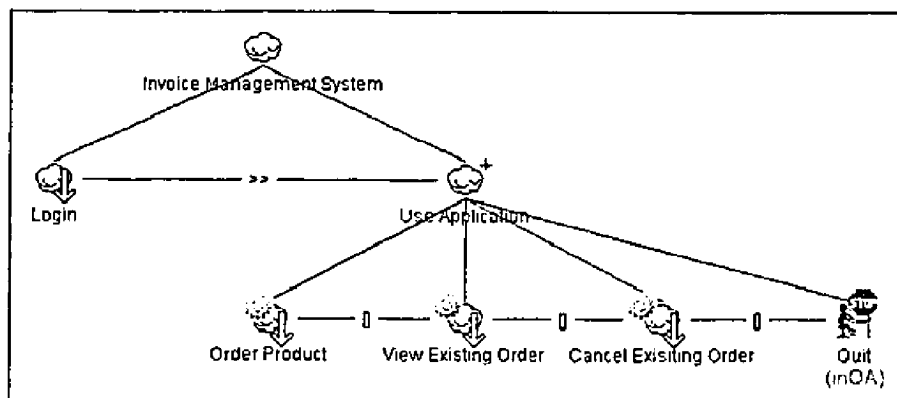 Invoice Management System
>>
Login
Use Application
[]
[]
[]
Order Product
View Existing Order
Cancel Exisiting Order
Quit
(inOA)